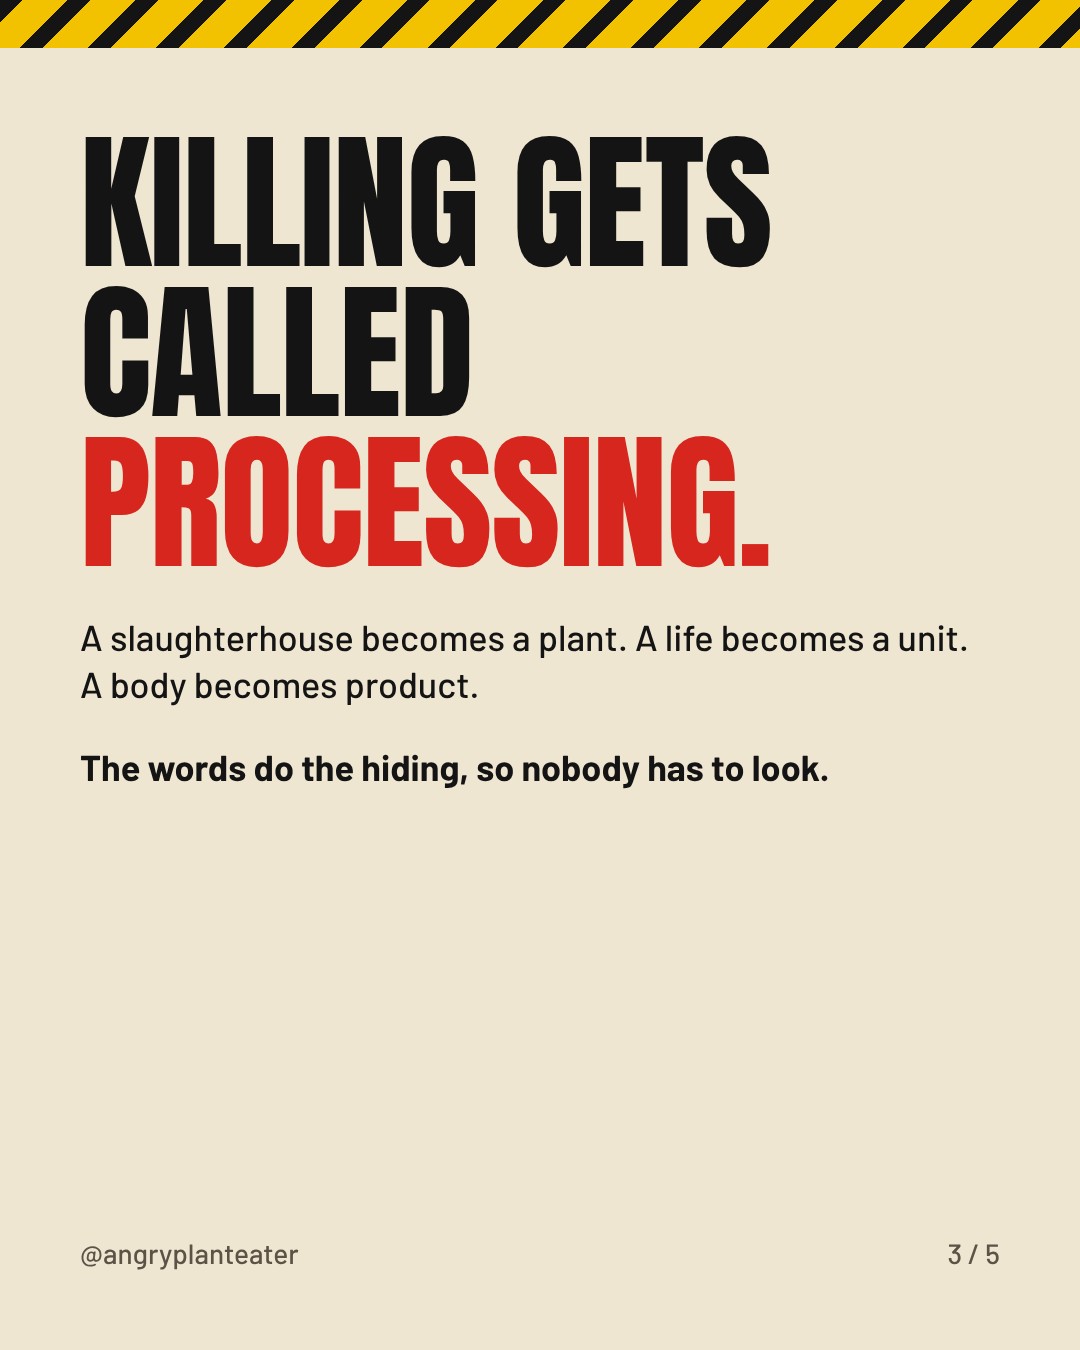 KILLING GETS
CALLED
PROCESSING.
A slaughterhouse becomes a plant. A life becomes a unit.
A body becomes product.
The words do the hiding, so nobody has to look.
@angryplanteater
3 / 5